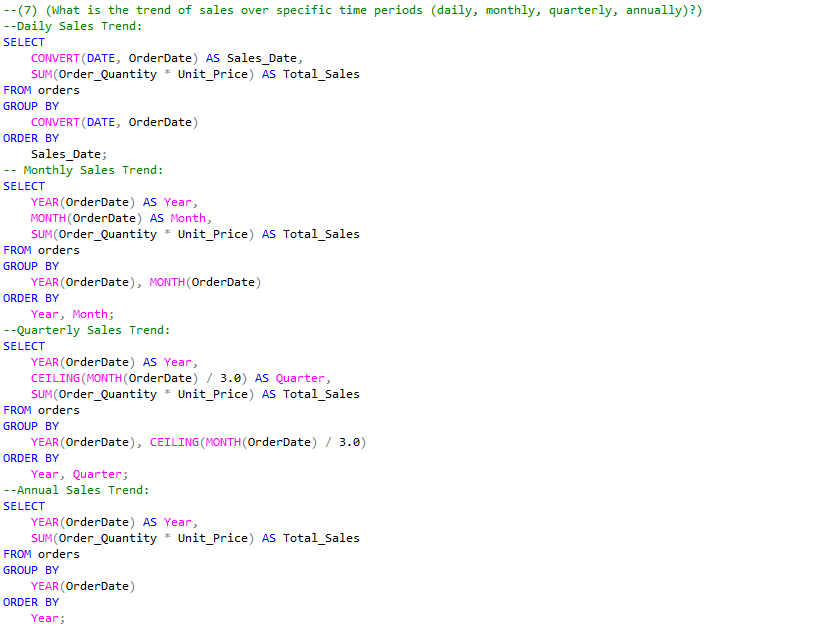 --(7) (What is the trend of sales over specific time periods (daily, monthly, quarterly, annually)?)
--Daily Sales Trend:
SELECT
    CONVERT(DATE, OrderDate) AS Sales_Date,
    SUM(Order_Quantity * Unit_Price) AS Total_Sales
FROM orders
GROUP BY
    CONVERT(DATE, OrderDate)
ORDER BY
    Sales_Date;
-- Monthly Sales Trend:
SELECT
    YEAR(OrderDate) AS Year,
    MONTH(OrderDate) AS Month,
    SUM(Order_Quantity * Unit_Price) AS Total_Sales
FROM orders
GROUP BY
    YEAR(OrderDate), MONTH(OrderDate)
ORDER BY
    Year, Month;
--Quarterly Sales Trend:
SELECT
    YEAR(OrderDate) AS Year,
    CEILING(MONTH(OrderDate) / 3.0) AS Quarter,
    SUM(Order_Quantity * Unit_Price) AS Total_Sales
FROM orders
GROUP BY
    YEAR(OrderDate), CEILING(MONTH(OrderDate) / 3.0)
ORDER BY
    Year, Quarter;
--Annual Sales Trend:
SELECT
    YEAR(OrderDate) AS Year,
    SUM(Order_Quantity * Unit_Price) AS Total_Sales
FROM orders
GROUP BY
    YEAR(OrderDate)
ORDER BY
    Year;